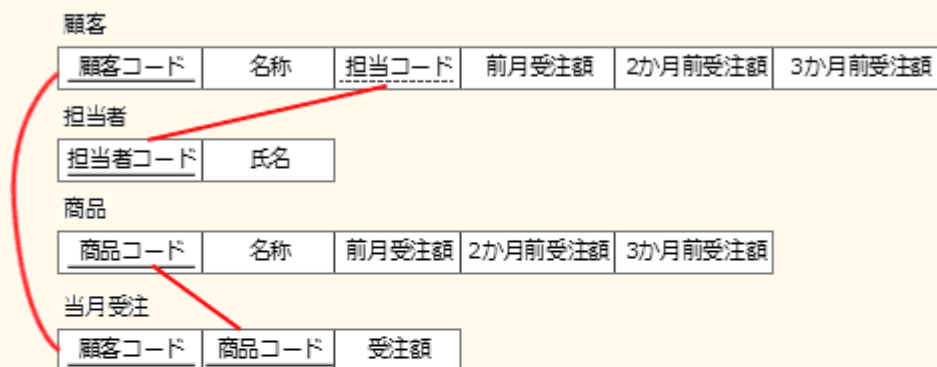 顧客
顧客コード 名称 担当コード 前月受注額 2か月前受注額 3か月前受注額
担当者
担当者コード 氏名
商品
商品コード 名称 前月受注額 2か月前受注額 3か月前受注額
当月受注
顧客コード 商品コード 受注額